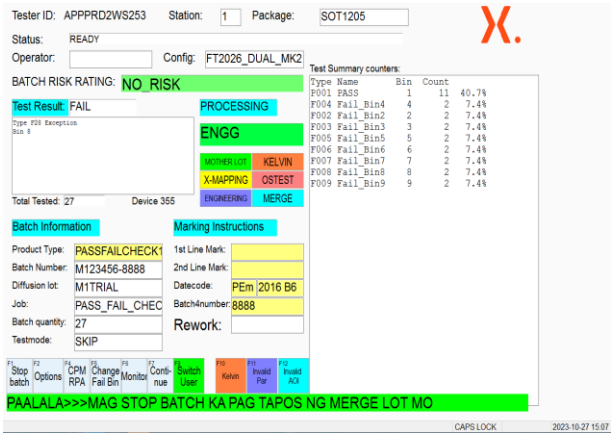 Tester ID: APPPRD2WS253 Station: 1 Package: SOT1205
Status: READY
Operator: Config: FT2026_DUAL_MK2
BATCH RISK RATING: NO_RISK
Test Result: FAIL PROCESSING
Type F28 Exception
Bin 8
ENGG
MOTHER LOT KELVIN
X-MAPPING OSTEST
ENGINEERING MERGE
Total Tested: 27 Device 355
Test Summary counters:
Type Name Bin Count
F001 PASS 1 11 40.7%
F004 Fail_Bin4 4 2 7.4%
F002 Fail_Bin2 2 2 7.4%
F003 Fail_Bin3 3 2 7.4%
F005 Fail_Bin5 5 2 7.4%
F006 Fail_Bin6 6 2 7.4%
F007 Fail_Bin7 7 2 7.4%
F008 Fail_Bin8 8 2 7.4%
F009 Fail_Bin9 9 2 7.4%
Batch Information
Product Type: PASSFAILCHECK1
Batch Number: M123456-8888
Diffusion lot: M1TRIAL
Job: PASS_FAIL_CHEC
Batch quantity: 27
Testmode: SKIP
Marking Instructions
1st Line Mark:
2nd Line Mark:
Datecode: PEm 2016 B6
Batch4number: 8888
Rework:
F1 Stop batch
F2 Options
F4 CPM RPA
F5 Change Fail Bin
F6 Monitor
F7 Conti-nue
Switch User
F10 Kelvin
F11 Invalid Par
F12 Invalid AOI
PAALALA>>>MAG STOP BATCH KA PAG TAPOS NG MERGE LOT MO
CAPS LOCK 2023-10-27 15:07